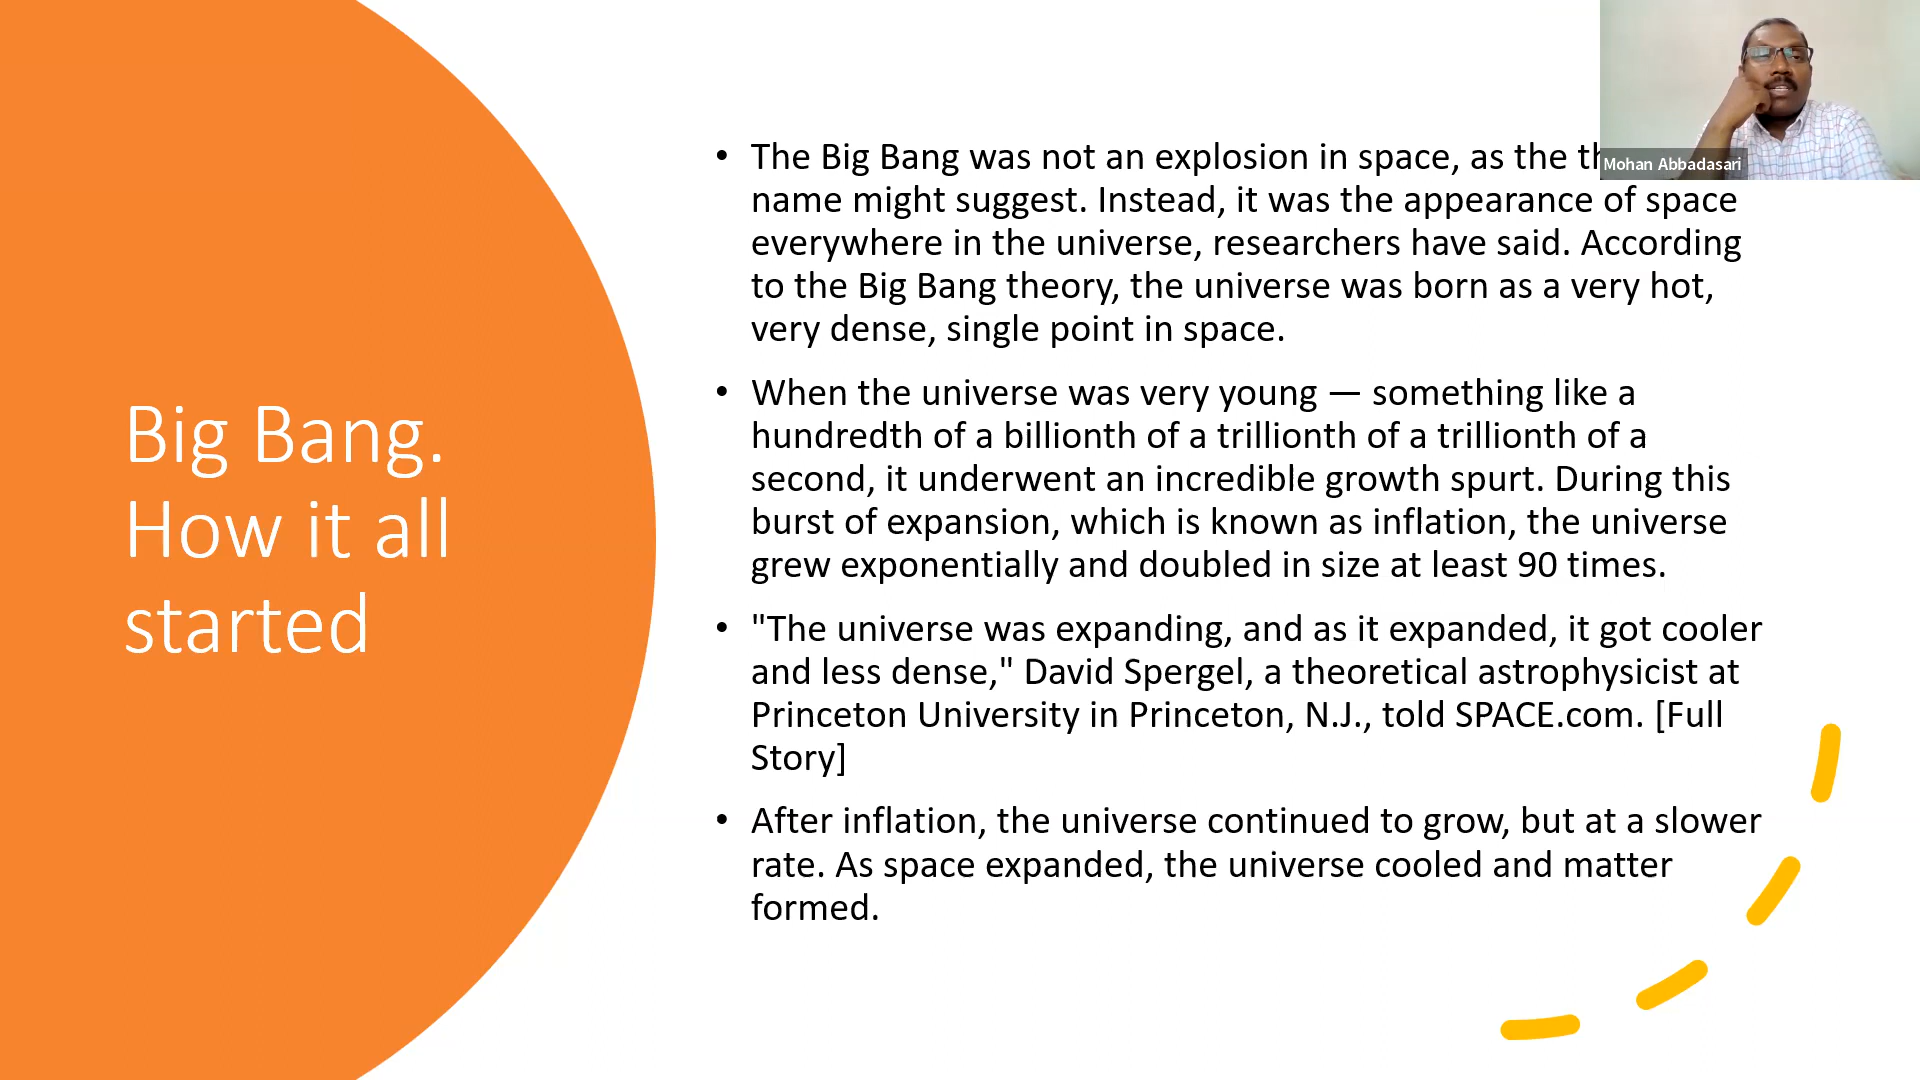 Big Bang.
How it all
started
• The Big Bang was not an explosion in space, as the
name might suggest. Instead, it was the appearance of space
everywhere in the universe, researchers have said. According
to the Big Bang theory, the universe was born as a very hot,
very dense, single point in space.
• When the universe was very young — something like a
hundredth of a billionth of a trillionth of a trillionth of a
second, it underwent an incredible growth spurt. During this
burst of expansion, which is known as inflation, the universe
grew exponentially and doubled in size at least 90 times.
• "The universe was expanding, and as it expanded, it got cooler
and less dense," David Spergel, a theoretical astrophysicist at
Princeton University in Princeton, N.J., told SPACE.com. [Full
Story]
• After inflation, the universe continued to grow, but at a slower
rate. As space expanded, the universe cooled and matter
formed.
Mohan Abbadasari